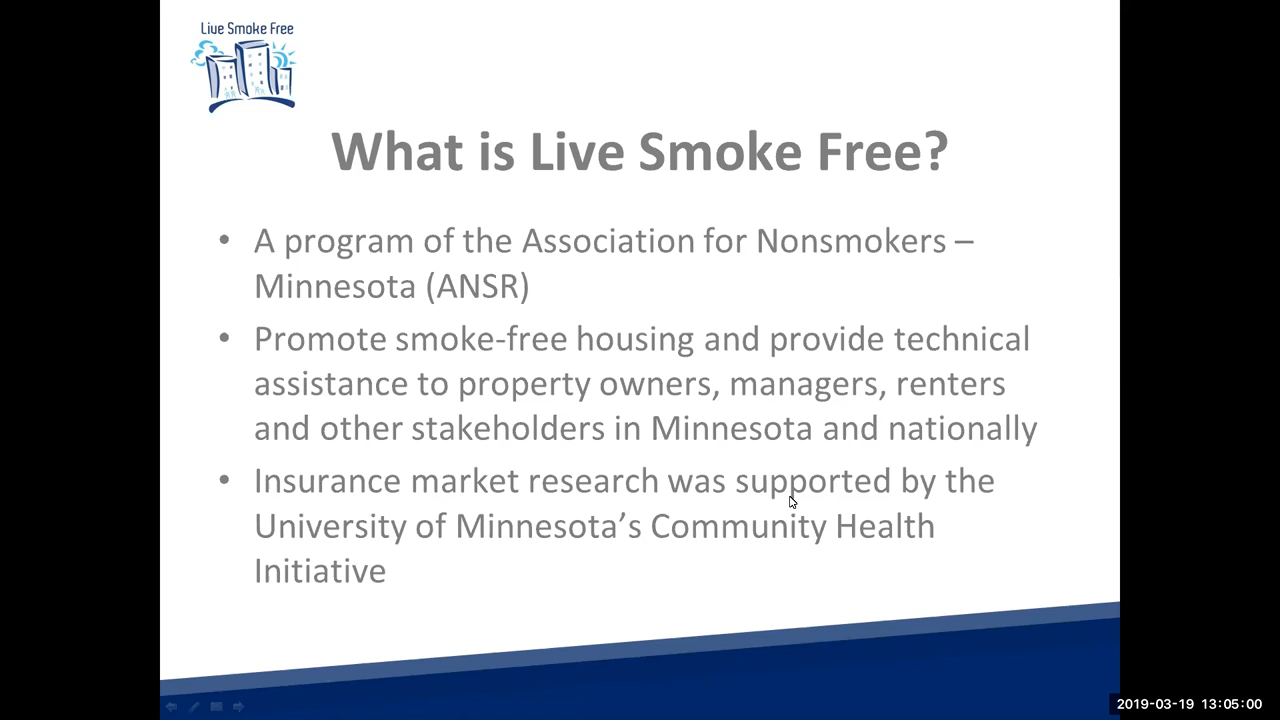 Live Smoke Free
What is Live Smoke Free?
• A program of the Association for Nonsmokers –
Minnesota (ANSR)
• Promote smoke-free housing and provide technical
assistance to property owners, managers, renters
and other stakeholders in Minnesota and nationally
• Insurance market research was supported by the
University of Minnesota’s Community Health
Initiative
2019-03-19 13:05:00